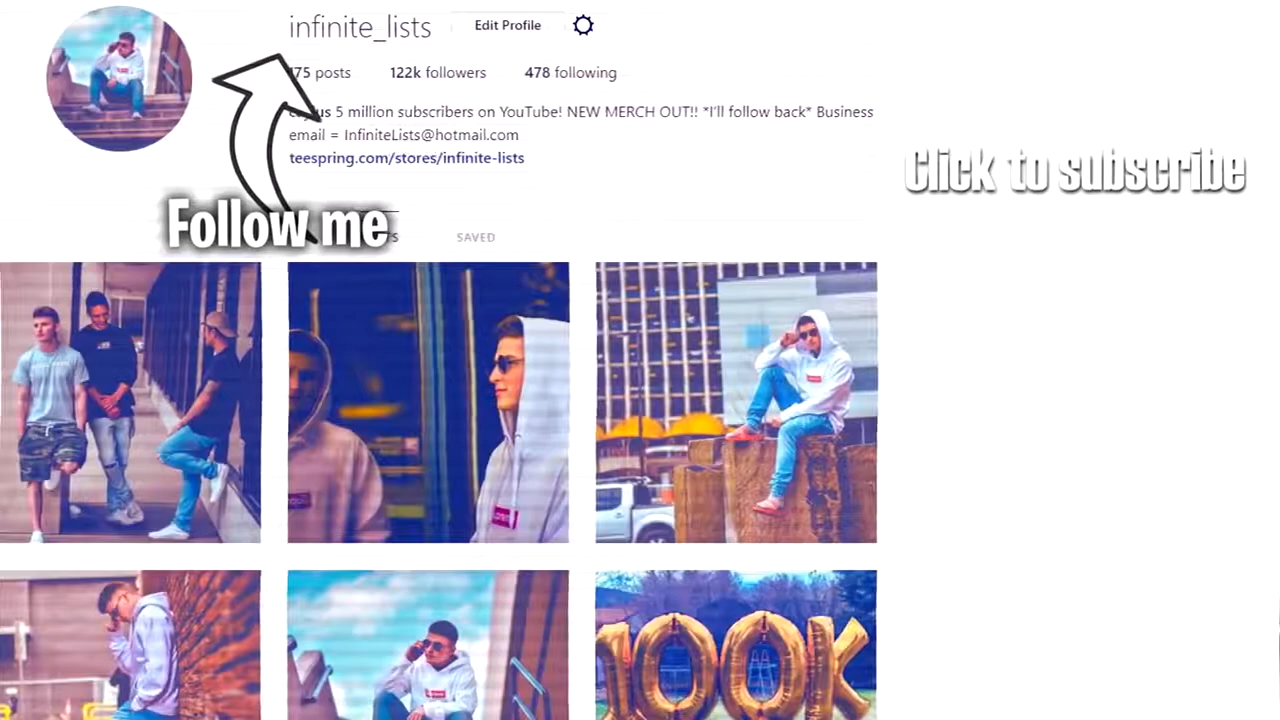 infinite_lists Edit Profile
175 posts 122k followers 478 following
5 million subscribers on YouTube! NEW MERCH OUT!! *I'll follow back* Business
email = InfiniteLists@hotmail.com
teespring.com/stores/infinite-lists
Click to subscribe
Follow me
SAVED
100K